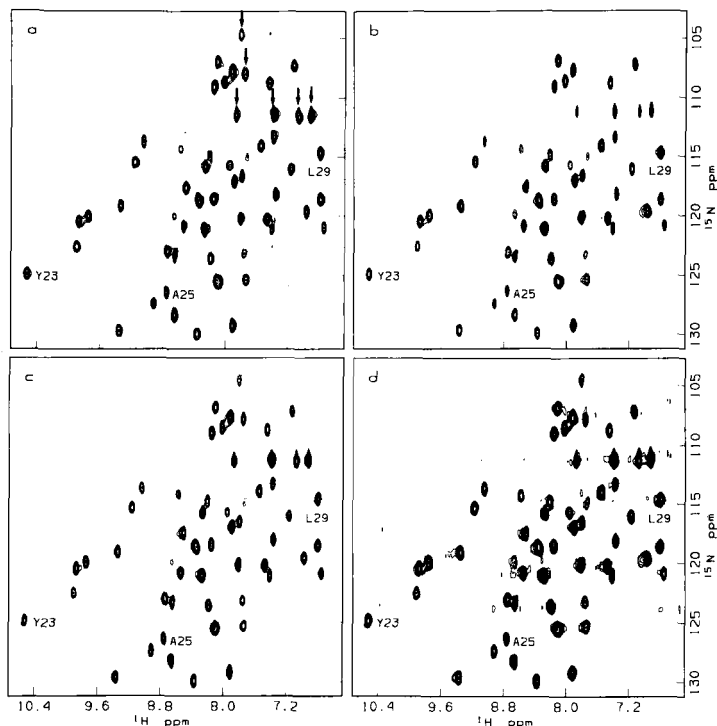 a
b
105
110
115
120
125
130
¹⁵N ppm
L29
L29
Y23
A25
Y23
A25
c
d
105
110
115
120
125
130
¹⁵N ppm
L29
L29
Y23
A25
Y23
A25
10.4 9.6 8.8 8.0 7.2
10.4 9.6 8.8 8.0 7.2
¹H ppm
¹H ppm